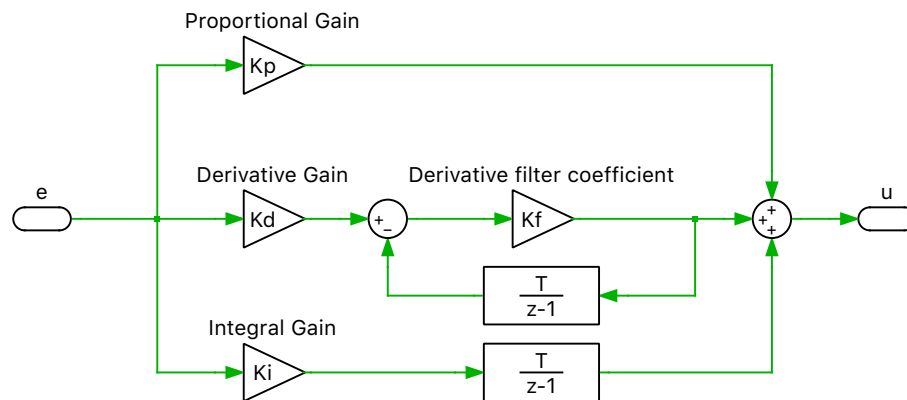 Proportional Gain
Kp
Derivative Gain
Derivative filter coefficient
e
u
Kd
+
−
Kf
+
+
+
T
z-1
Integral Gain
Ki
T
z-1